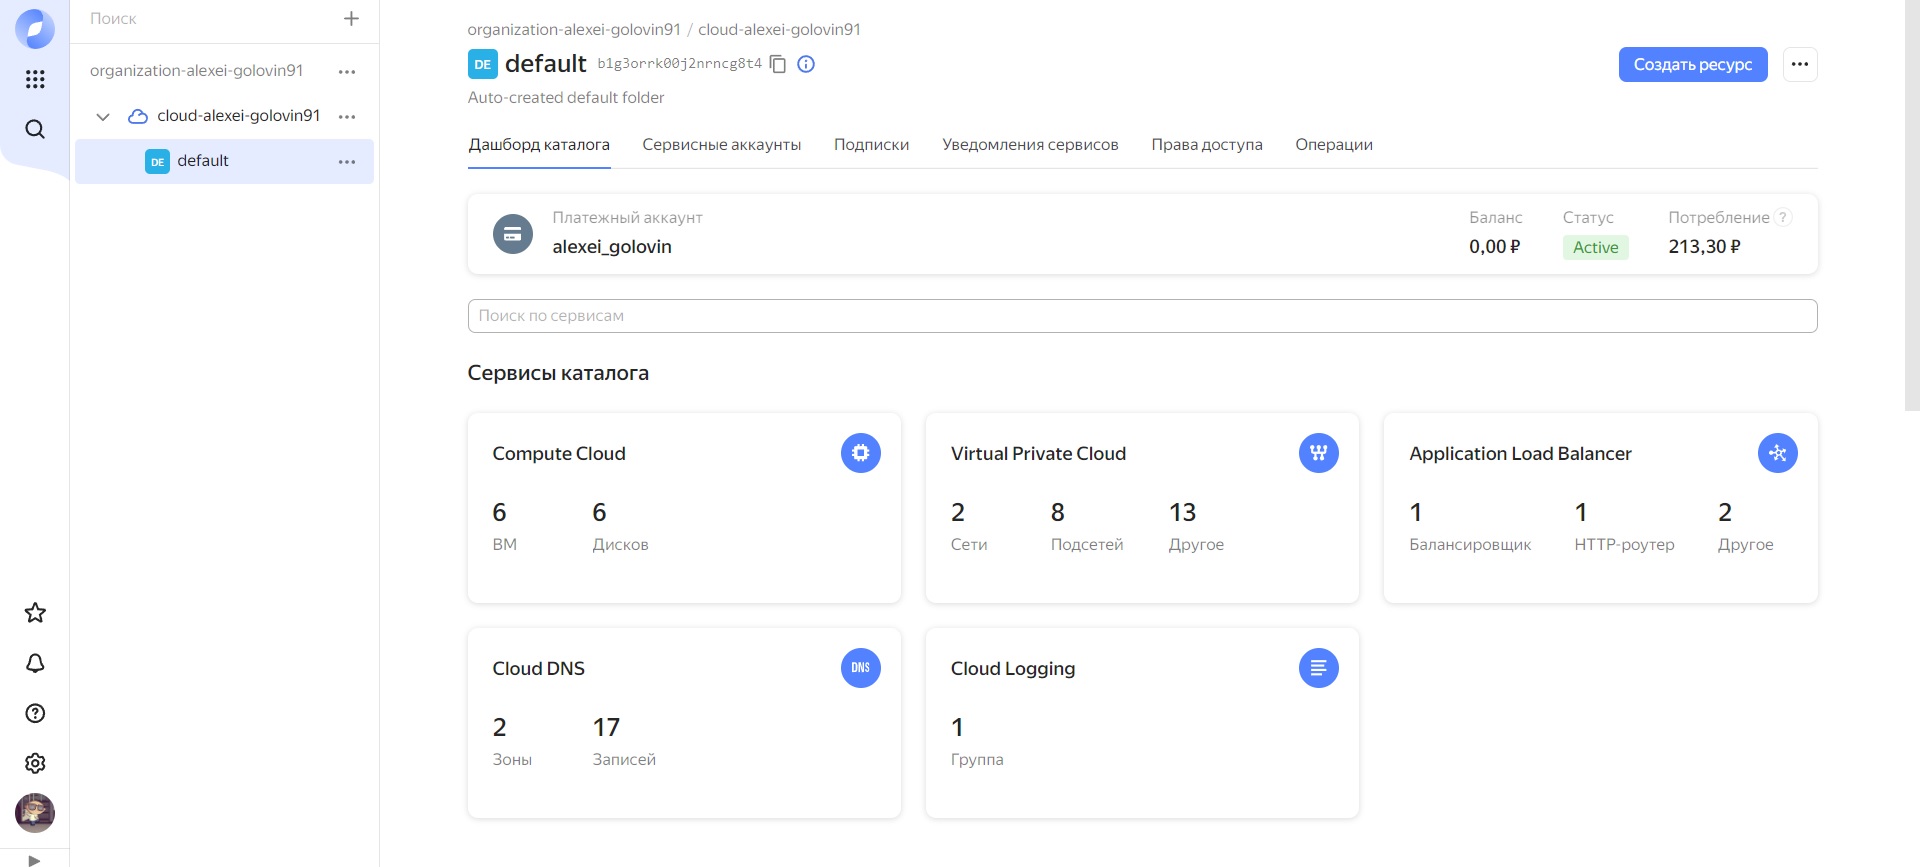 Поиск
organization-alexei-golovin91
cloud-alexei-golovin91
DE default
organization-alexei-golovin91 / cloud-alexei-golovin91
DE default b1g3orrk00j2nrncg8t4
Создать ресурс
Auto-created default folder
Дашборд каталога Сервисные аккаунты Подписки Уведомления сервисов Права доступа Операции
Платежный аккаунт Баланс Статус Потребление ?
alexei_golovin 0,00 ₽ Active 213,30 ₽
Поиск по сервисам
Сервисы каталога
Compute Cloud
6 6
ВМ Дисков
Virtual Private Cloud
2 8 13
Сети Подсетей Другое
Application Load Balancer
1 1 2
Балансировщик HTTP-роутер Другое
Cloud DNS DNS
2 17
Зоны Записей
Cloud Logging
1
Группа